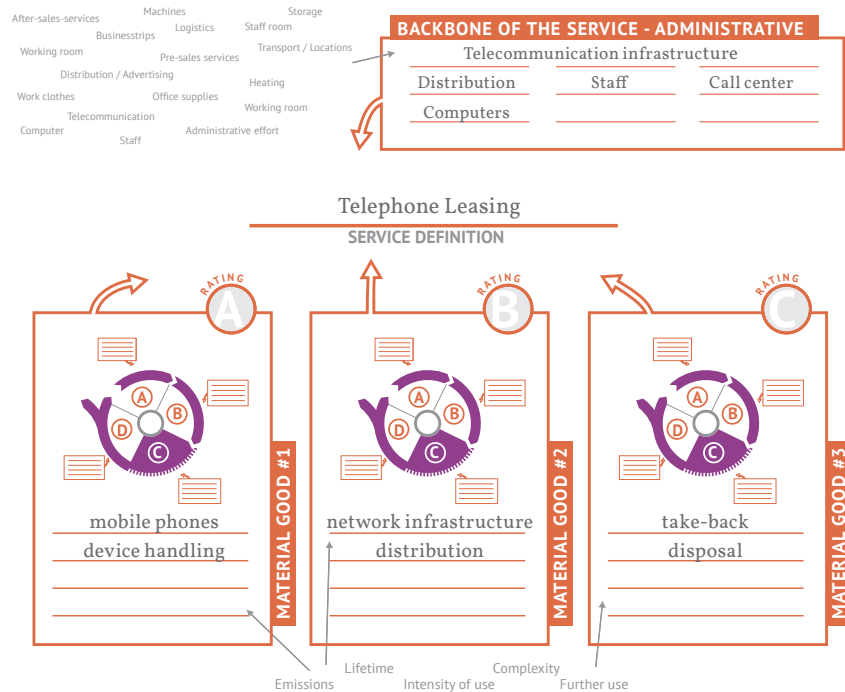 After-sales-services
Machines
Storage
Businesstrips
Logistics
Staff room
Working room
Pre-sales services
Transport / Locations
Distribution / Advertising
Heating
Work clothes
Office supplies
Working room
Telecommunication
Computer
Administrative effort
Staff
BACKBONE OF THE SERVICE - ADMINISTRATIVE
Telecommunication infrastructure
Distribution
Staff
Call center
Computers
Telephone Leasing
SERVICE DEFINITION
RATING
A
A
B
C
D
mobile phones
device handling
MATERIAL GOOD #1
RATING
B
A
B
C
D
network infrastructure
distribution
MATERIAL GOOD #2
RATING
C
A
B
C
D
take-back
disposal
MATERIAL GOOD #3
Lifetime
Complexity
Emissions
Intensity of use
Further use